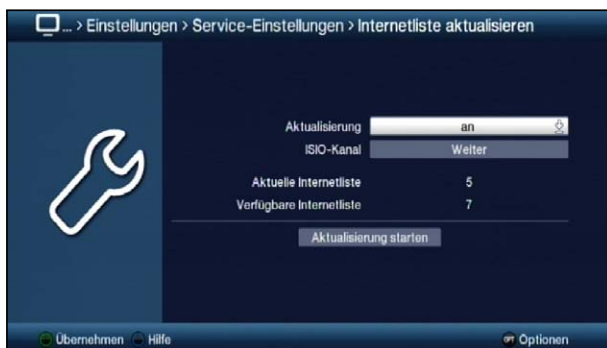 ... > Einstellungen > Service-Einstellungen > Internetliste aktualisieren
Aktualisierung an
ISIO-Kanal Weiter
Aktuelle Internetliste 5
Verfügbare Internetliste 7
Aktualisierung starten
Übernehmen Hilfe OPT Optionen